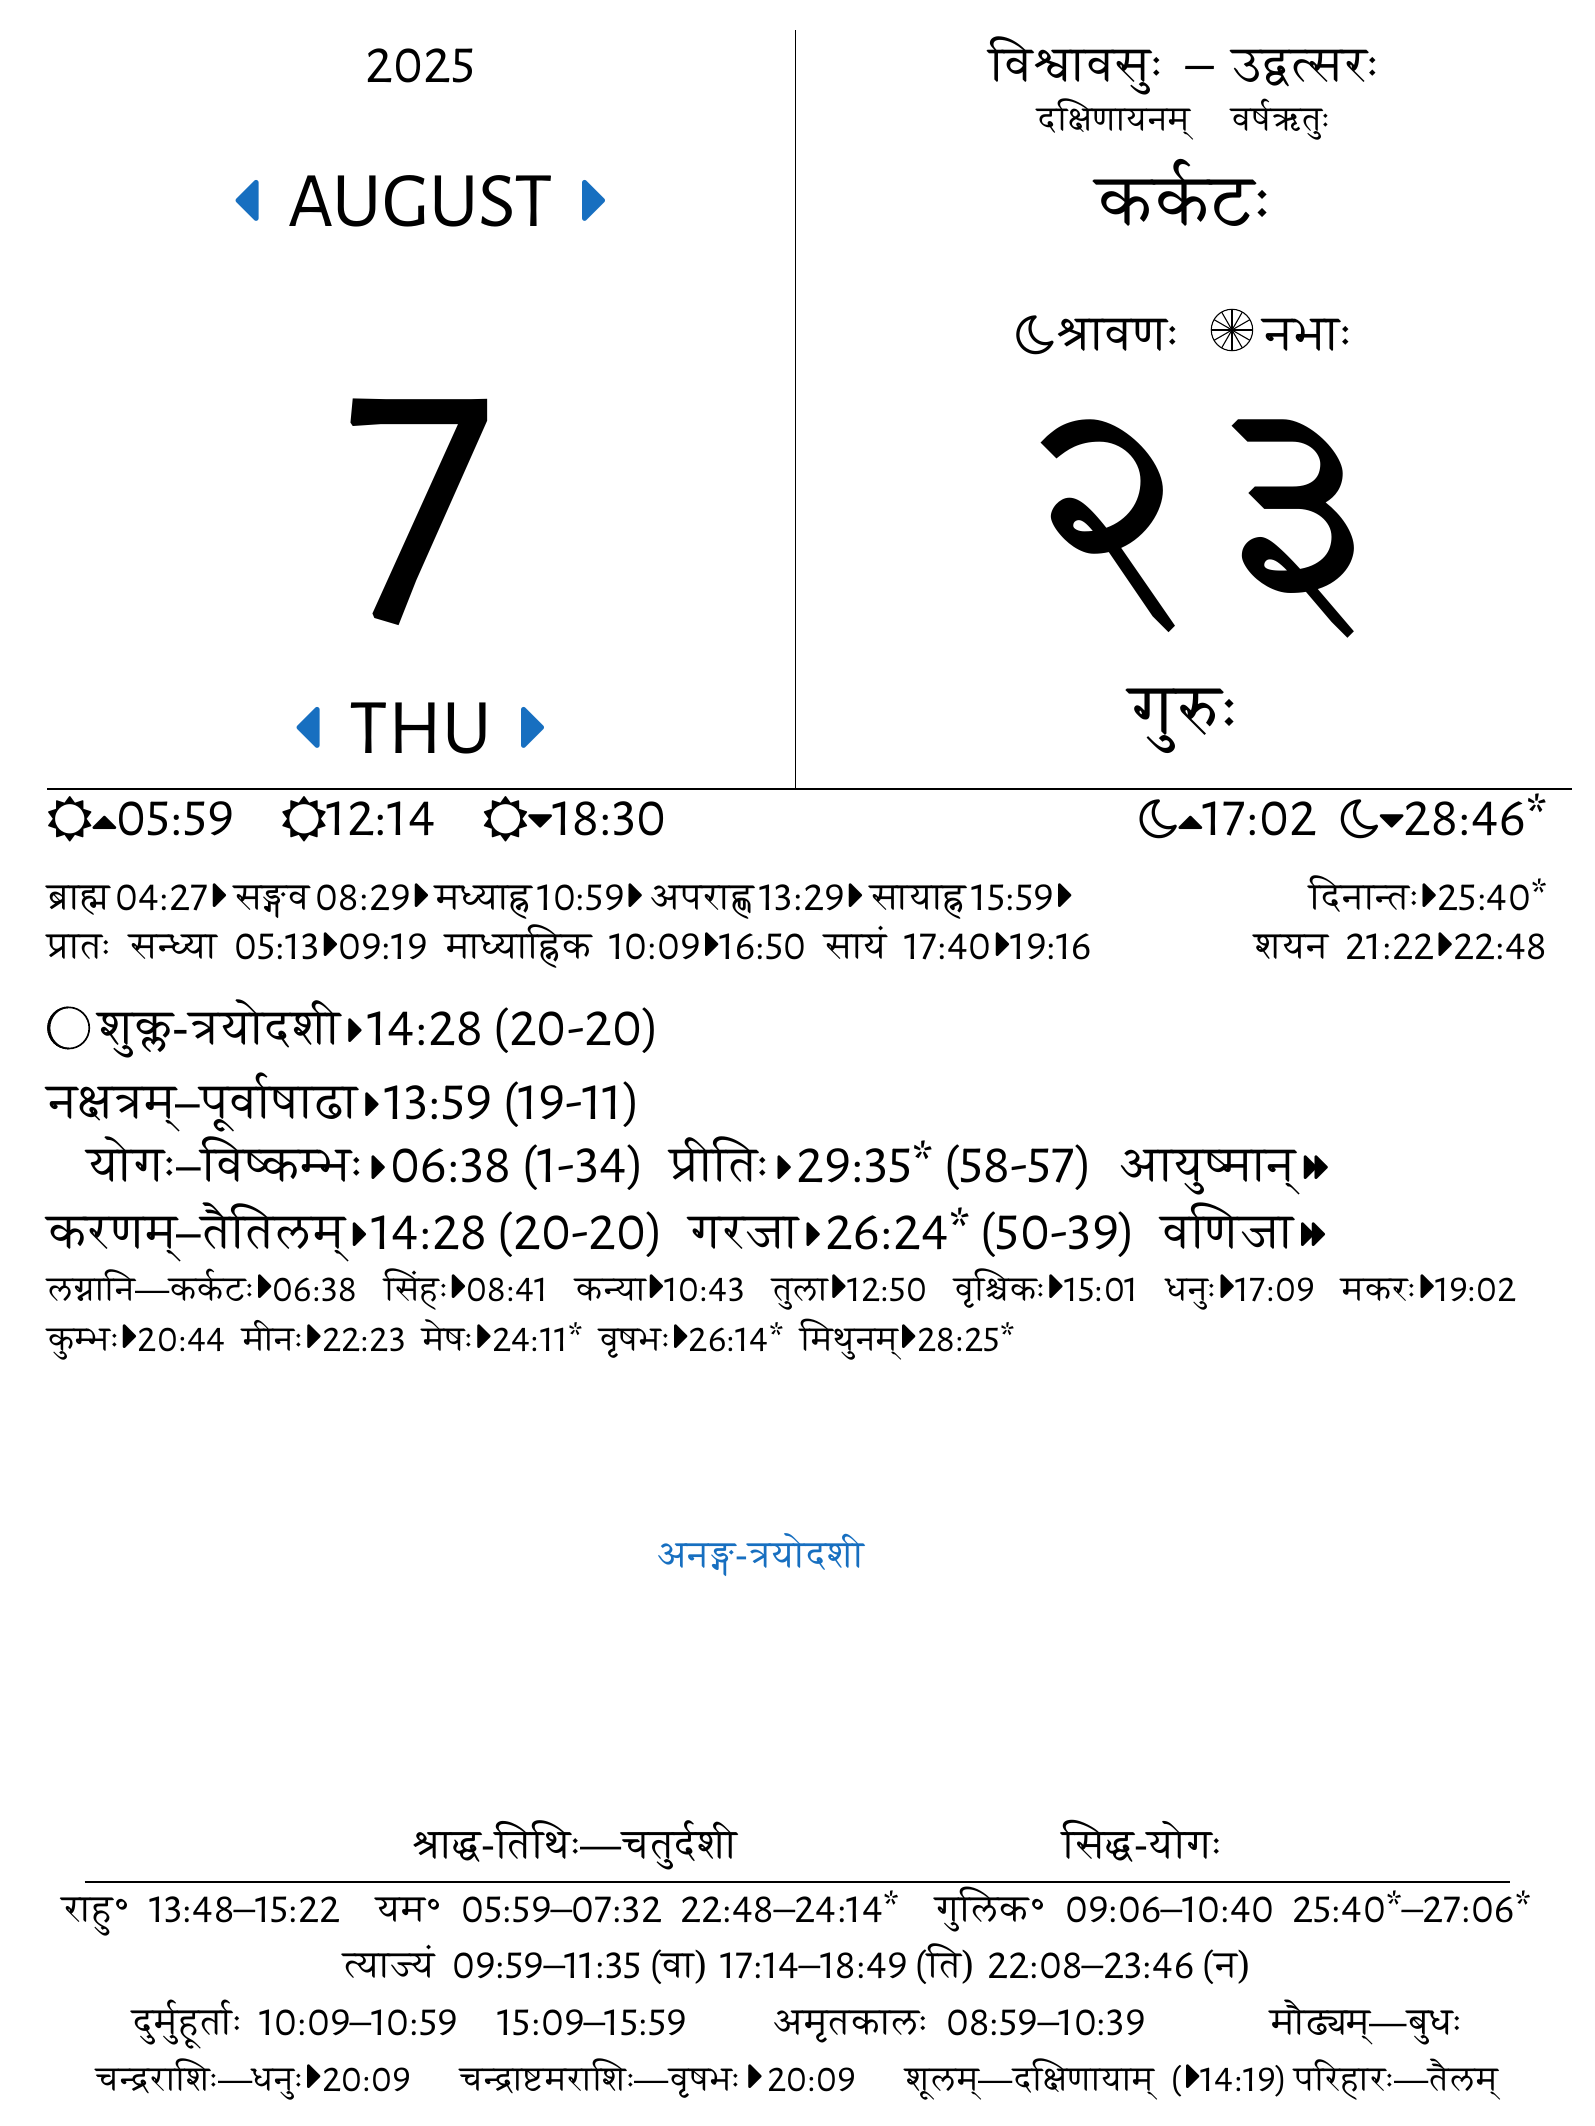 2025
AUGUST
7
THU
विश्वावसुः – उद्वत्सरः
दक्षिणायनम् वर्षऋतुः
कर्कटः
श्रावणः नभाः
२३
गुरुः
05:59 12:14 18:30 17:02 28:46*
ब्राह्म 04:27 सङ्गव 08:29 मध्याह्न 10:59 अपराह्ण 13:29 सायाह्न 15:59 दिनान्तः 25:40*
प्रातः सन्ध्या 05:13 09:19 माध्याह्निक 10:09 16:50 सायं 17:40 19:16 शयन 21:22 22:48
शुक्ल-त्रयोदशी 14:28 (20-20)
नक्षत्रम्–पूर्वाषाढा 13:59 (19-11)
योगः–विष्कम्भः 06:38 (1-34) प्रीतिः 29:35* (58-57) आयुष्मान्
करणम्–तैतिलम् 14:28 (20-20) गरजा 26:24* (50-39) वणिजा
लग्नानि—कर्कटः 06:38 सिंहः 08:41 कन्या 10:43 तुला 12:50 वृश्चिकः 15:01 धनुः 17:09 मकरः 19:02
कुम्भः 20:44 मीनः 22:23 मेषः 24:11* वृषभः 26:14* मिथुनम् 28:25*
अनङ्ग-त्रयोदशी
श्राद्ध-तिथिः—चतुर्दशी सिद्ध-योगः
राहु॰ 13:48–15:22 यम॰ 05:59–07:32 22:48–24:14* गुलिक॰ 09:06–10:40 25:40*–27:06*
त्याज्यं 09:59–11:35 (वा) 17:14–18:49 (ति) 22:08–23:46 (न)
दुर्मुहूर्ताः 10:09–10:59 15:09–15:59 अमृतकालः 08:59–10:39 मौढ्यम्—बुधः
चन्द्रराशिः—धनुः 20:09 चन्द्राष्टमराशिः—वृषभः 20:09 शूलम्—दक्षिणायाम् (14:19) परिहारः—तैलम्